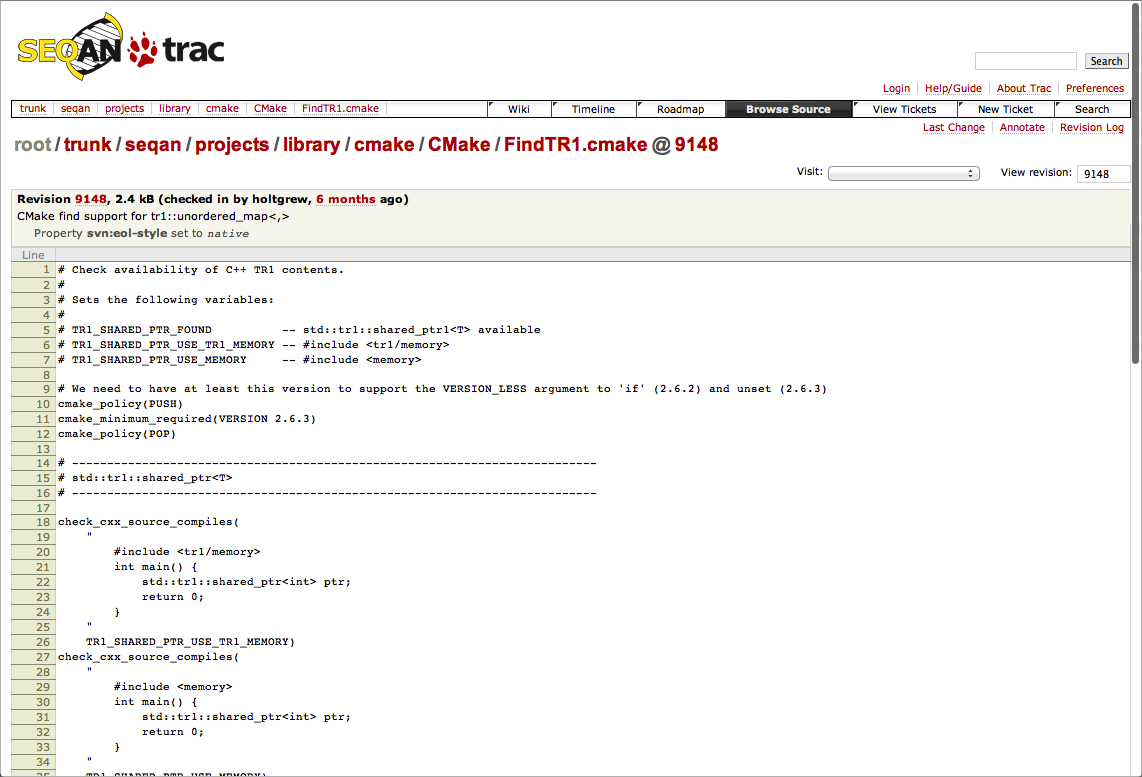 SEQAN trac
Search
Login Help/Guide About Trac Preferences
trunk seqan projects library cmake CMake FindTR1.cmake Wiki Timeline Roadmap Browse Source View Tickets New Ticket Search
Last Change Annotate Revision Log
root/trunk/seqan/projects/library/cmake/CMake/FindTR1.cmake @ 9148
Visit: View revision: 9148
Revision 9148, 2.4 kB (checked in by holtgrew, 6 months ago)
CMake find support for tr1::unordered_map<,>
Property svn:eol-style set to native
Line
1 # Check availability of C++ TR1 contents.
2 #
3 # Sets the following variables:
4 #
5 # TR1_SHARED_PTR_FOUND          -- std::tr1::shared_ptr1<T> available
6 # TR1_SHARED_PTR_USE_TR1_MEMORY -- #include <tr1/memory>
7 # TR1_SHARED_PTR_USE_MEMORY     -- #include <memory>
8
9 # We need to have at least this version to support the VERSION_LESS argument to 'if' (2.6.2) and unset (2.6.3)
10 cmake_policy(PUSH)
11 cmake_minimum_required(VERSION 2.6.3)
12 cmake_policy(POP)
13
14 # ---------------------------------------------------------------------------
15 # std::tr1::shared_ptr<T>
16 # ---------------------------------------------------------------------------
17
18 check_cxx_source_compiles(
19     "
20         #include <tr1/memory>
21         int main() {
22             std::tr1::shared_ptr<int> ptr;
23             return 0;
24         }
25     "
26     TR1_SHARED_PTR_USE_TR1_MEMORY)
27 check_cxx_source_compiles(
28     "
29         #include <memory>
30         int main() {
31             std::tr1::shared_ptr<int> ptr;
32             return 0;
33         }
34     "
35     TR1_SHARED_PTR_USE_MEMORY)